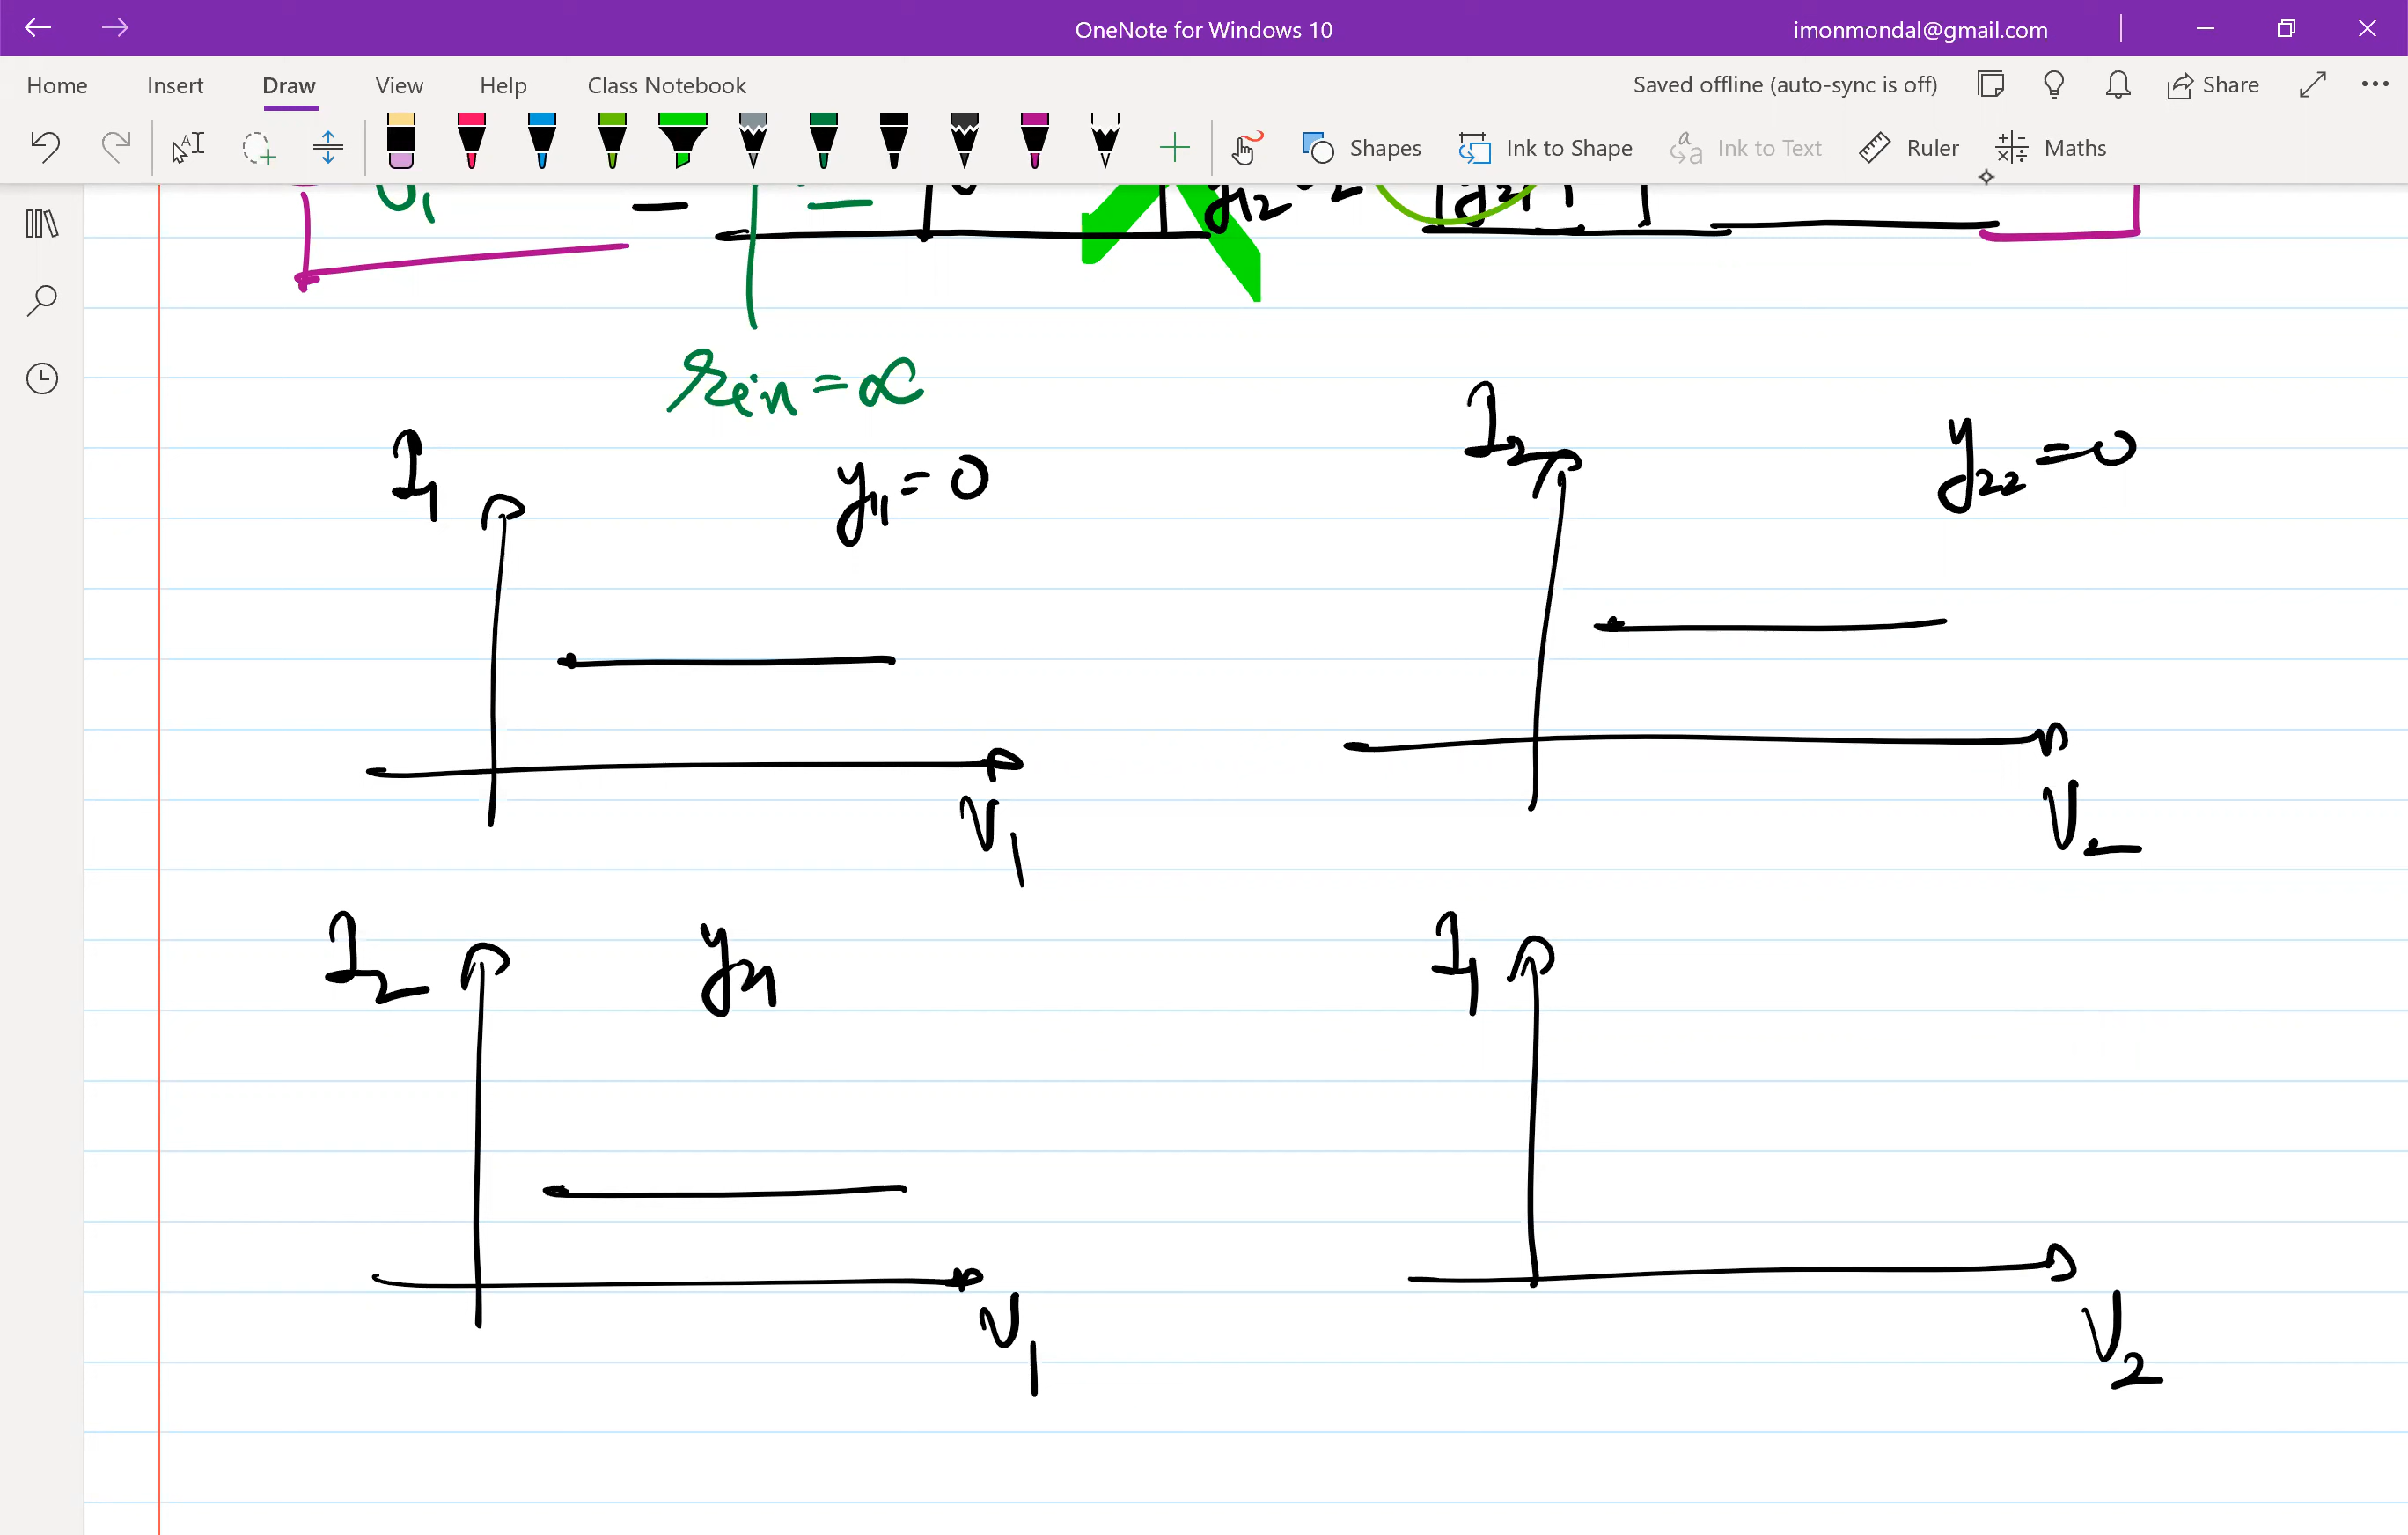 OneNote for Windows 10
imonmondal@gmail.com
Home Insert Draw View Help Class Notebook
Saved offline (auto-sync is off) Share
Shapes Ink to Shape Ink to Text Ruler Maths
rin = ∝
I1 y11 = 0
V1
I2 y22 = 0
V2
I2 y21
V1
I1
V2